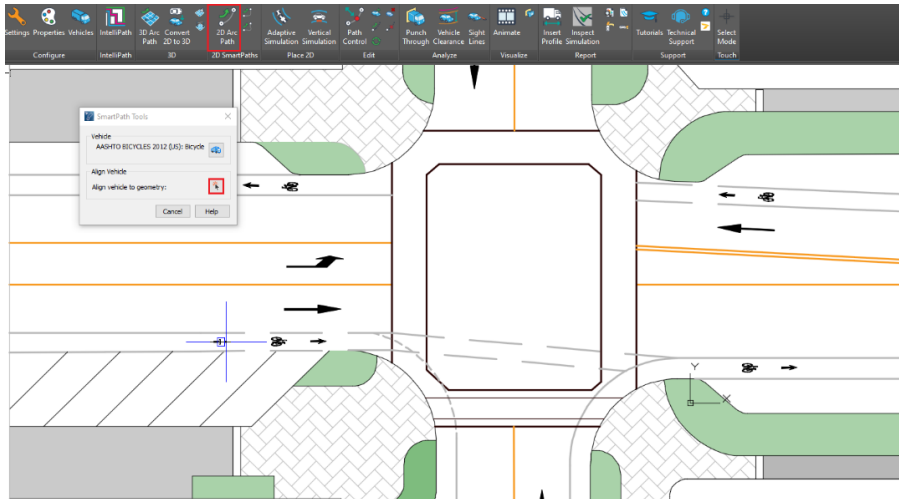 Settings Properties Vehicles IntelliPath 3D Arc Path Convert 2D to 3D 2D Arc Path Adaptive Simulation Vertical Simulation Path Control Punch Through Vehicle Clearance Sight Lines Animate Insert Profile Inspect Simulation Tutorials Technical Support Select Mode
Configure IntelliPath 3D 2D SmartPaths Place 2D Edit Analyze Visualize Report Support Touch
SmartPath Tools
Vehicle
AASHTO BICYCLES 2012 (US): Bicycle
Align Vehicle
Align vehicle to geometry:
Cancel Help
Y
X